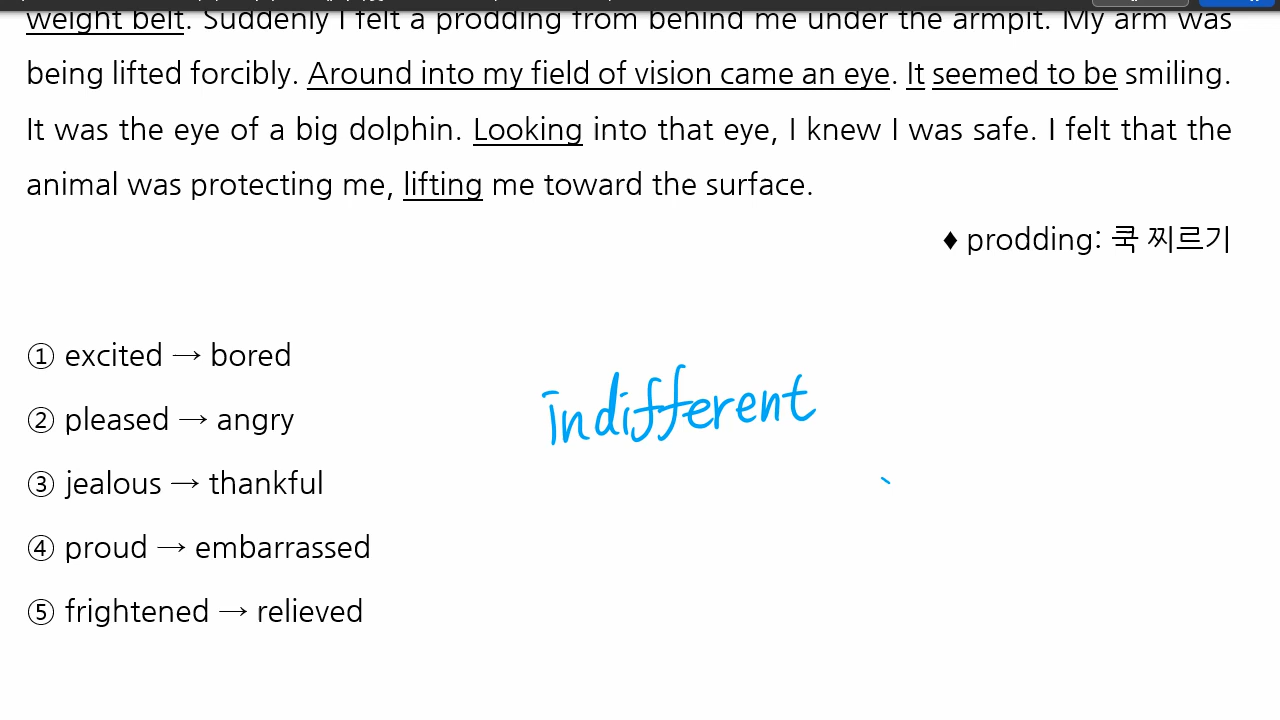 weight belt. Suddenly I felt a prodding from behind me under the armpit. My arm was
being lifted forcibly. Around into my field of vision came an eye. It seemed to be smiling.
It was the eye of a big dolphin. Looking into that eye, I knew I was safe. I felt that the
animal was protecting me, lifting me toward the surface.
♦ prodding: 쿡 찌르기
① excited → bored
indifferent
② pleased → angry
③ jealous → thankful
④ proud → embarrassed
⑤ frightened → relieved